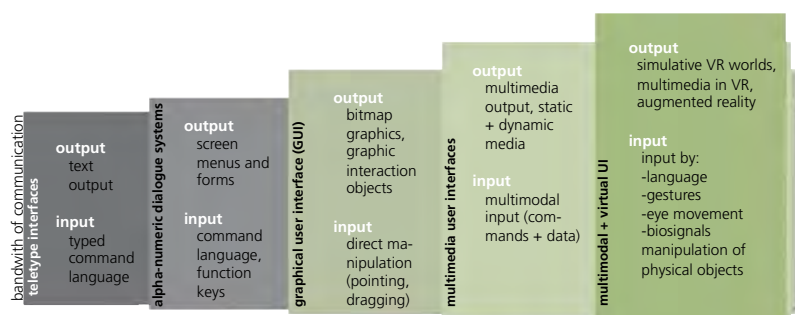 bandwith of communication
teletype interfaces
output
text
output
input
typed
command
language
alpha-numeric dialogue systems
output
screen
menus and
forms
input
command
language,
function
keys
graphical user interface (GUI)
output
bitmap
graphics,
graphic
interaction
objects
input
direct ma-
nipulation
(pointing,
dragging)
multimedia user interfaces
output
multimedia
output, static
+ dynamic
media
input
multimodal
input (com-
mands + data)
multimodal + virtual UI
output
simulative VR worlds,
multimedia in VR,
augmented reality
input
input by:
-language
-gestures
-eye movement
-biosignals
manipulation of
physical objects